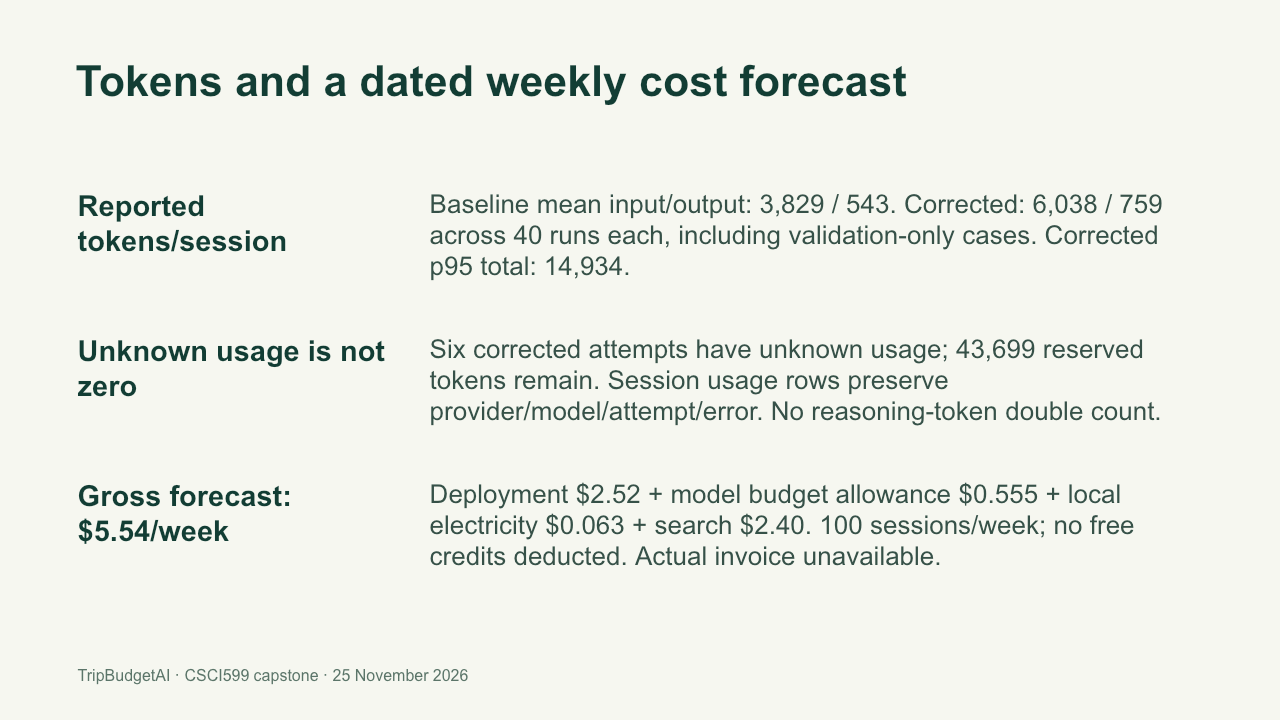 Tokens and a dated weekly cost forecast
Reported
tokens/session
Baseline mean input/output: 3,829 / 543. Corrected: 6,038 / 759
across 40 runs each, including validation-only cases. Corrected
p95 total: 14,934.
Unknown usage is not
zero
Six corrected attempts have unknown usage; 43,699 reserved
tokens remain. Session usage rows preserve
provider/model/attempt/error. No reasoning-token double count.
Gross forecast:
$5.54/week
Deployment $2.52 + model budget allowance $0.555 + local
electricity $0.063 + search $2.40. 100 sessions/week; no free
credits deducted. Actual invoice unavailable.
TripBudgetAI · CSCI599 capstone · 25 November 2026